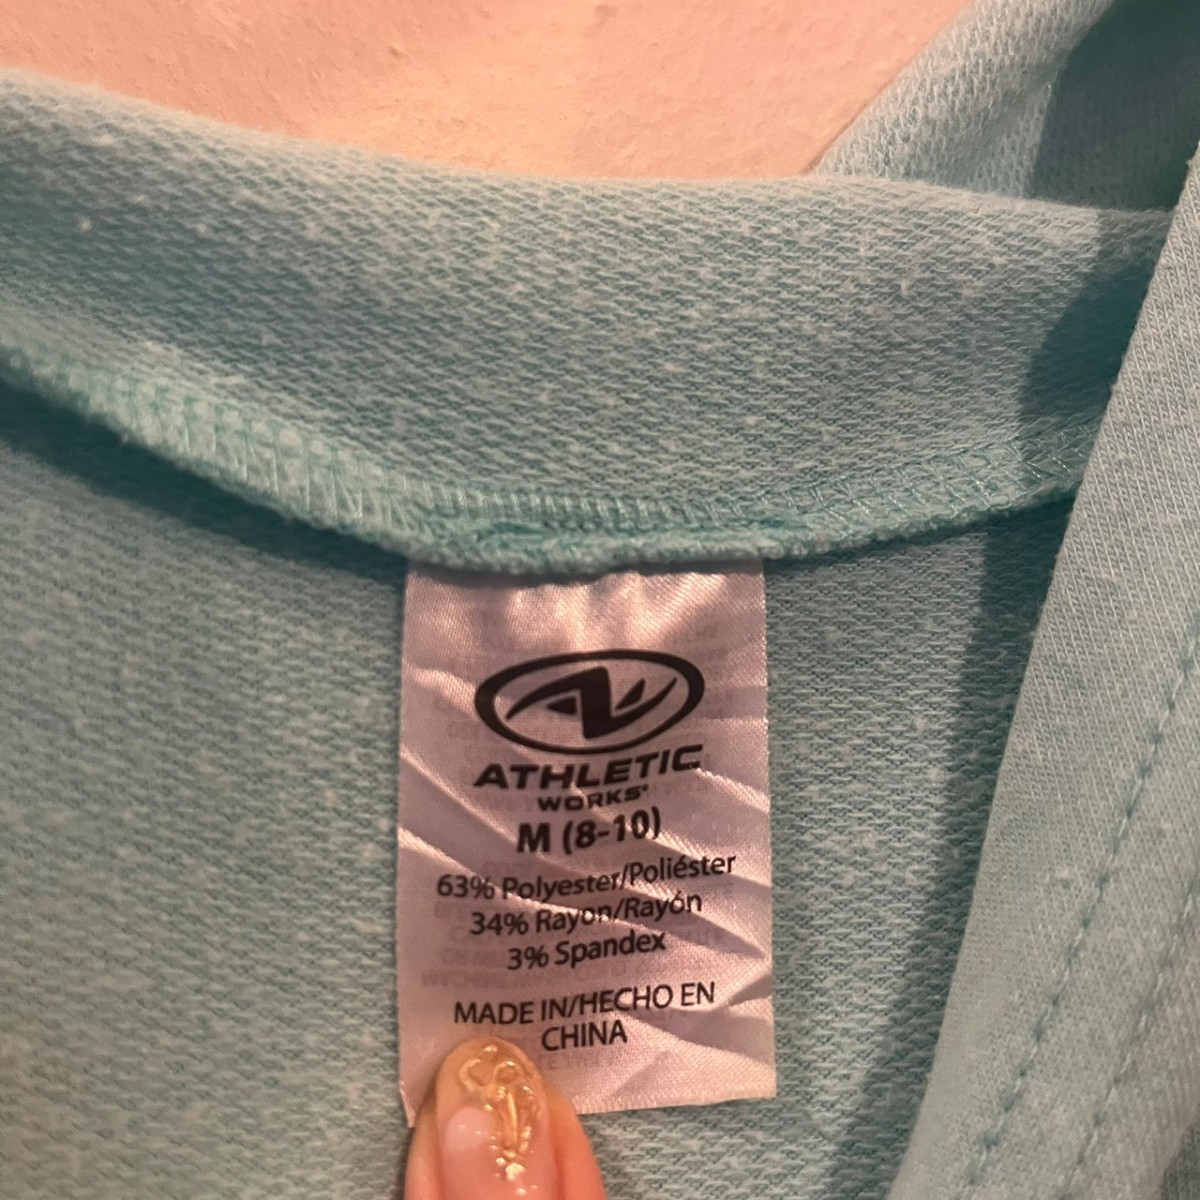 ATHLETIC
WORKS
M (8-10)
63% Polyester/Poliéster
34% Rayon/Rayón
3% Spandex
MADE IN/HECHO EN
CHINA